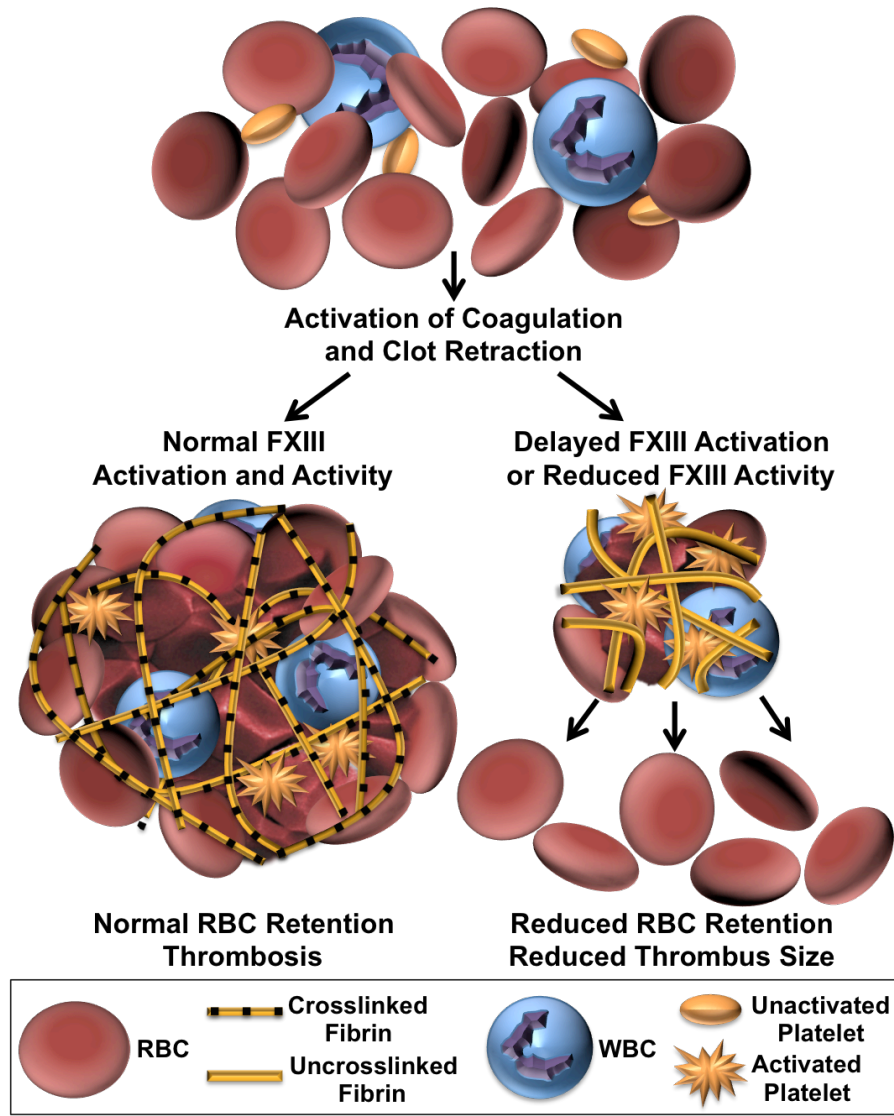 Activation of Coagulation
and Clot Retraction
Normal FXIII
Activation and Activity
Delayed FXIII Activation
or Reduced FXIII Activity
Normal RBC Retention
Thrombosis
Reduced RBC Retention
Reduced Thrombus Size
RBC
Crosslinked
Fibrin
Uncrosslinked
Fibrin
WBC
Unactivated
Platelet
Activated
Platelet